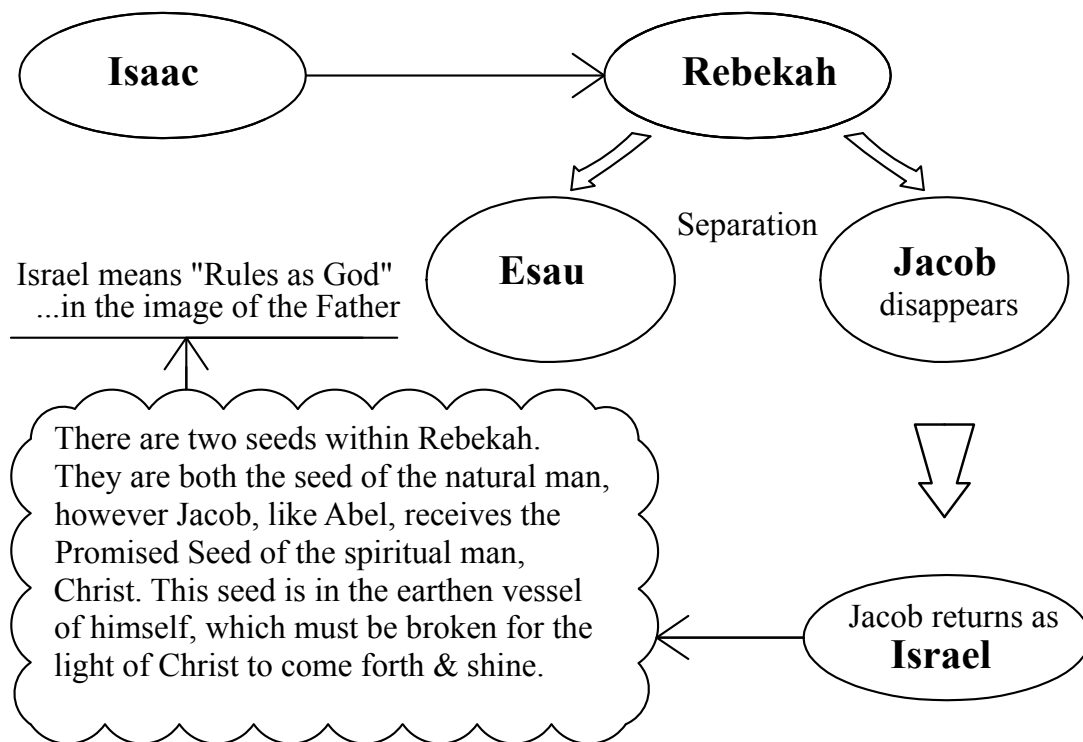 Isaac
Rebekah
Separation
Esau
Jacob
disappears
Israel means "Rules as God"
...in the image of the Father
There are two seeds within Rebekah.
They are both the seed of the natural man,
however Jacob, like Abel, receives the
Promised Seed of the spiritual man,
Christ. This seed is in the earthen vessel
of himself, which must be broken for the
light of Christ to come forth & shine.
Jacob returns as
Israel